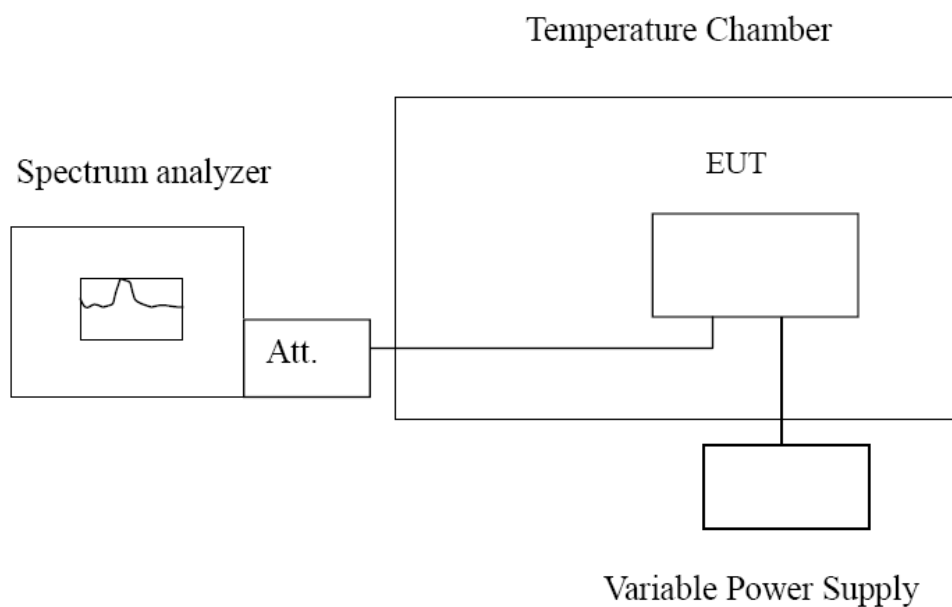 Temperature Chamber
Spectrum analyzer
EUT
Att.
Variable Power Supply